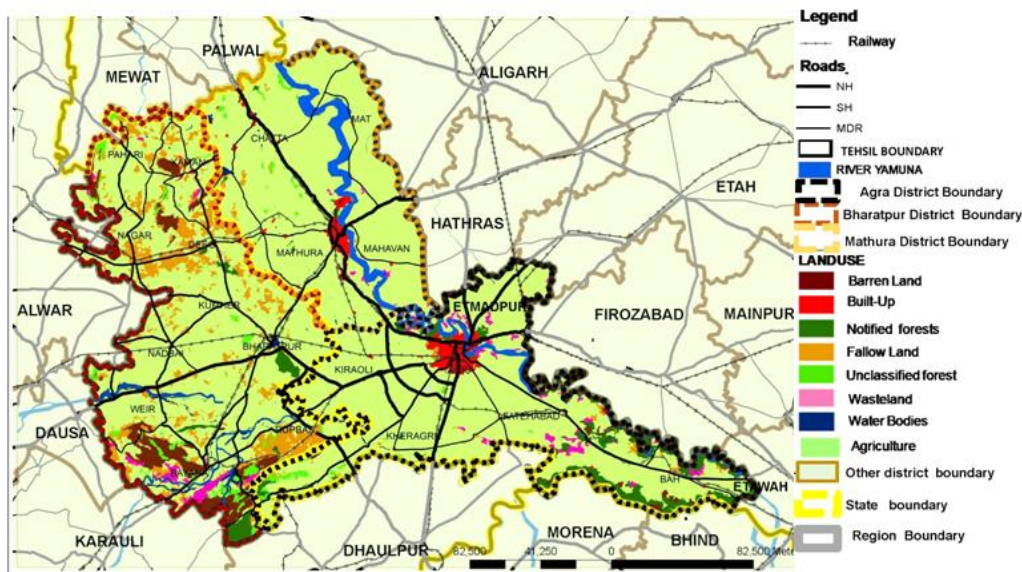 PALWAL
MEWAT
ALIGARH
CHATTA
MAT
PAHARI
ETAH
HATHRAS
NAGAR
MATHURA
MAHAVAN
ETMADPUR
ALWAR
FIROZABAD
MAINPUR
NADBAI
KIRAOLI
WEIR
FATEHABAD
DAUSA
KHERAGRH
BAH
ETAWAH
MORENA
KARAULI
DHAULPUR
BHIND
82,500 41,250 0 82,500 Mete
Legend
Railway
Roads
NH
SH
MDR
TEHSIL BOUNDARY
RIVER YAMUNA
Agra District Boundary
Bharatpur District Boundary
Mathura District Boundary
LANDUSE
Barren Land
Built-Up
Notified forests
Fallow Land
Unclassified forest
Wasteland
Water Bodies
Agriculture
Other district boundary
State boundary
Region Boundary